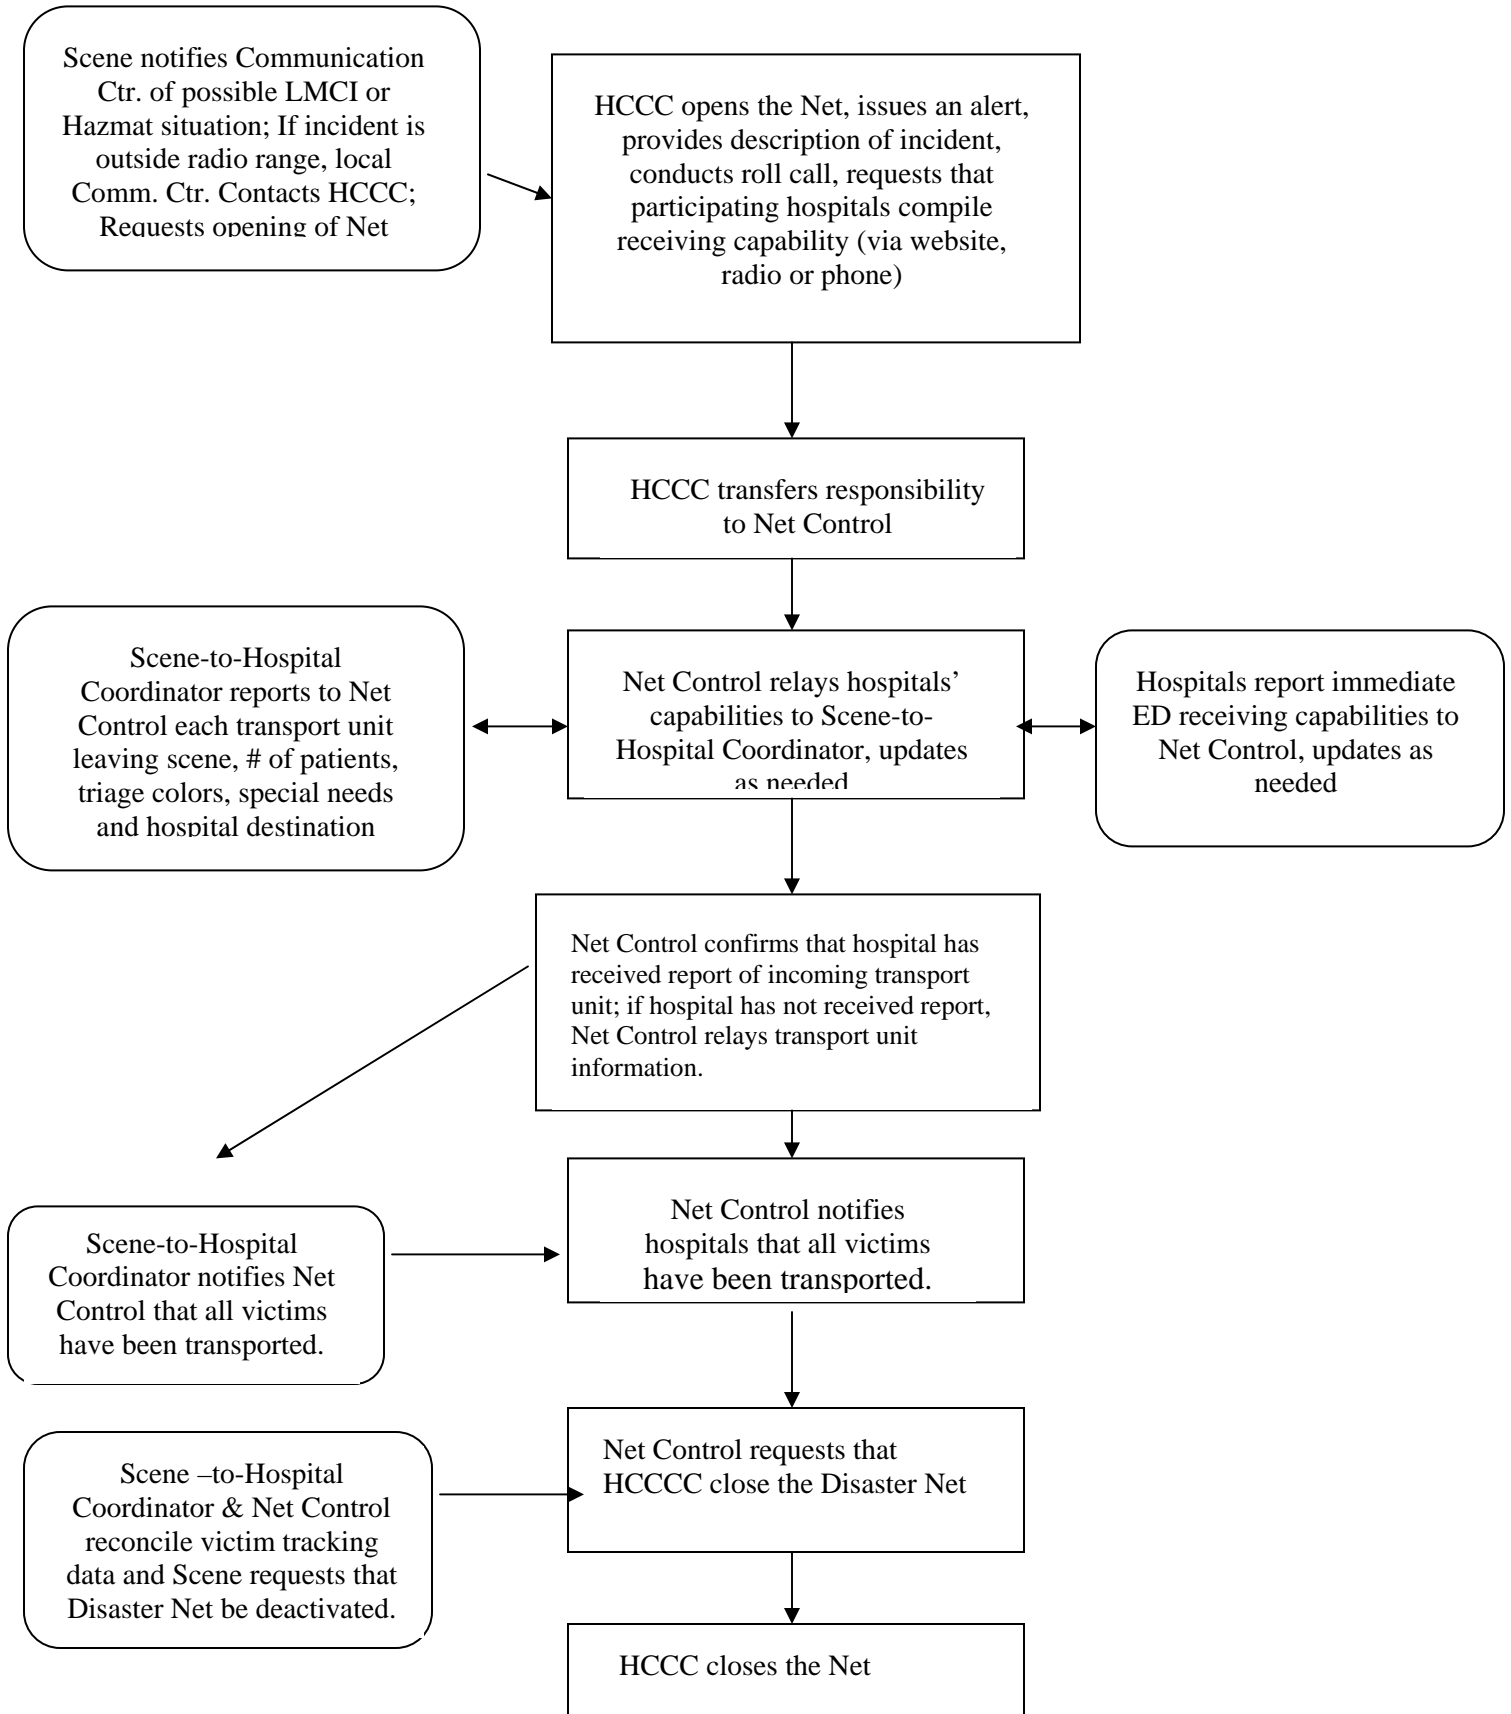 Scene notifies Communication
Ctr. of possible LMCI or
Hazmat situation; If incident is
outside radio range, local
Comm. Ctr. Contacts HCCC;
Requests opening of Net
HCCC opens the Net, issues an alert,
provides description of incident,
conducts roll call, requests that
participating hospitals compile
receiving capability (via website,
radio or phone)
HCCC transfers responsibility
to Net Control
Scene-to-Hospital
Coordinator reports to Net
Control each transport unit
leaving scene, # of patients,
triage colors, special needs
and hospital destination
Net Control relays hospitals’
capabilities to Scene-to-
Hospital Coordinator, updates
as needed
Hospitals report immediate
ED receiving capabilities to
Net Control, updates as
needed
Net Control confirms that hospital has
received report of incoming transport
unit; if hospital has not received report,
Net Control relays transport unit
information.
Scene-to-Hospital
Coordinator notifies Net
Control that all victims
have been transported.
Net Control notifies
hospitals that all victims
have been transported.
Scene –to-Hospital
Coordinator & Net Control
reconcile victim tracking
data and Scene requests that
Disaster Net be deactivated.
Net Control requests that
HCCCC close the Disaster Net
HCCC closes the Net